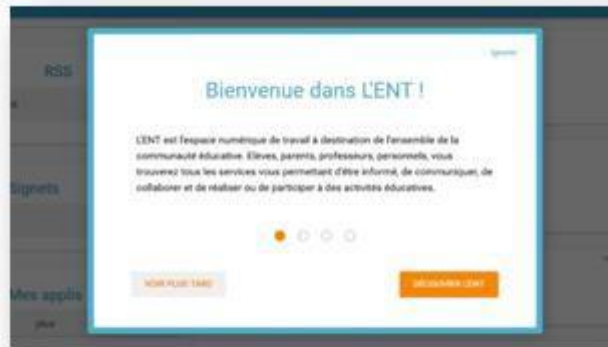 Ignorer
RSS
Bienvenue dans L'ENT !
L'ENT est l'espace numérique de travail à destination de l'ensemble de la
communauté éducative. Elèves, parents, professeurs, personnels, vous
trouverez tous les services vous permettant d'être informé, de communiquer, de
collaborer et de réaliser ou de participer à des activités éducatives.
Signets
VOIR PLUS TARD
DÉCOUVRIR L'ENT
Mes applis
plus